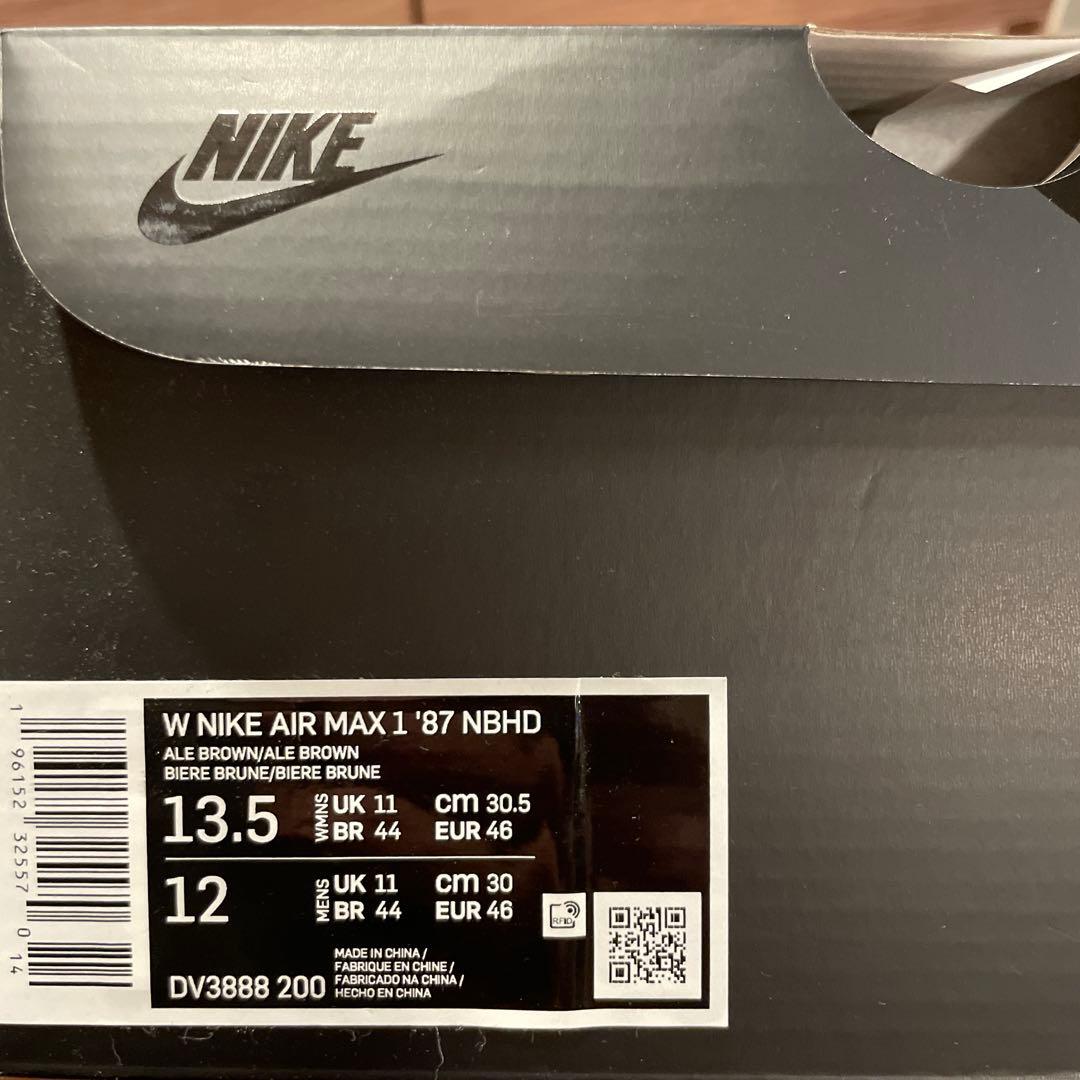 NIKE
W NIKE AIR MAX 1 '87 NBHD
ALE BROWN/ALE BROWN
BIERE BRUNE/BIERE BRUNE
13.5 WMNS UK 11 cm 30.5
BR 44 EUR 46
12 MENS UK 11 cm 30
BR 44 EUR 46
RFID
DV3888 200
MADE IN CHINA /
FABRIQUE EN CHINE /
FABRICADO NA CHINA /
HECHO EN CHINA
1 96152 32557 0 14